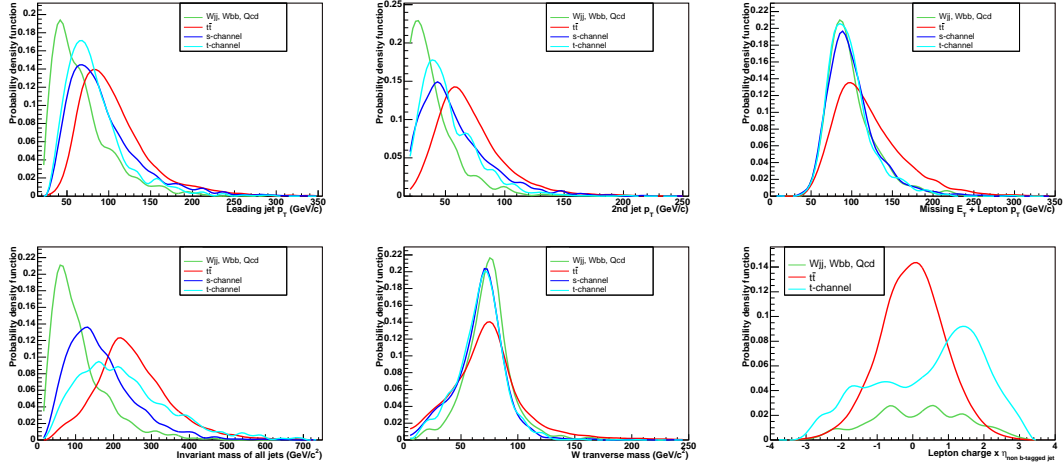 Probability density function
0.2
0.18
0.16
0.14
0.12
0.1
0.08
0.06
0.04
0.02
0
Wjj, Wbb, Qcd
tt̄
s-channel
t-channel
50 100 150 200 250 300 350
Leading jet p_T (GeV/c)
Probability density function
0.25
0.2
0.15
0.1
0.05
0
Wjj, Wbb, Qcd
tt̄
s-channel
t-channel
50 100 150 200 250
2nd jet p_T (GeV/c)
Probability density function
0.22
0.2
0.18
0.16
0.14
0.12
0.1
0.08
0.06
0.04
0.02
0
Wjj, Wbb, Qcd
tt̄
s-channel
t-channel
0 50 100 150 200 250 300 350
Missing E_T + Lepton p_T (GeV/c)
Probability density function
0.22
0.2
0.18
0.16
0.14
0.12
0.1
0.08
0.06
0.04
0.02
0
Wjj, Wbb, Qcd
tt̄
s-channel
t-channel
0 100 200 300 400 500 600 700
Invariant mass of all jets (GeV/c²)
Probability density function
0.22
0.2
0.18
0.16
0.14
0.12
0.1
0.08
0.06
0.04
0.02
0
Wjj, Wbb, Qcd
tt̄
s-channel
t-channel
0 50 100 150 200 250
W traverse mass (GeV/c²)
Probability density function
0.14
0.12
0.1
0.08
0.06
0.04
0.02
0
Wjj, Wbb, Qcd
tt̄
t-channel
-4 -3 -2 -1 0 1 2 3 4
Lepton charge x η_non b-tagged jet